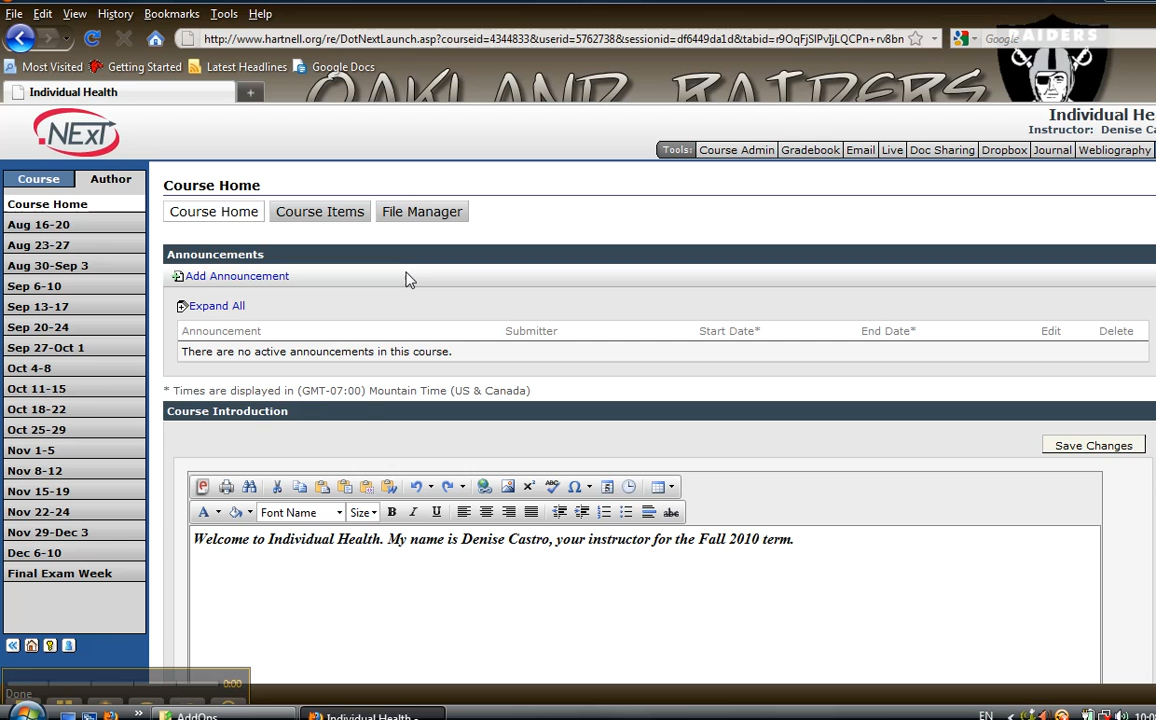 File Edit View History Bookmarks Tools Help
http://www.hartnell.org/re/DotNextLaunch.asp?courseid=4344833&userid=5762738&sessionid=df6449da1d&tabid=r9OqFjSIPvIjLQCPn+rv8bn
Google
RAIDERS
Most Visited Getting Started Latest Headlines Google Docs
OAKLAND RAIDERS
Individual Health
.NExT
Individual He
Instructor: Denise Ca
Tools: Course Admin Gradebook Email Live Doc Sharing Dropbox Journal Webliography
Course Author
Course Home
Aug 16-20
Aug 23-27
Aug 30-Sep 3
Sep 6-10
Sep 13-17
Sep 20-24
Sep 27-Oct 1
Oct 4-8
Oct 11-15
Oct 18-22
Oct 25-29
Nov 1-5
Nov 8-12
Nov 15-19
Nov 22-24
Nov 29-Dec 3
Dec 6-10
Final Exam Week
Course Home
Course Home Course Items File Manager
Announcements
Add Announcement
Expand All
Announcement Submitter Start Date* End Date* Edit Delete
There are no active announcements in this course.
* Times are displayed in (GMT-07:00) Mountain Time (US & Canada)
Course Introduction
Save Changes
Font Name Size B I U abc
Welcome to Individual Health. My name is Denise Castro, your instructor for the Fall 2010 term.
0:00
Done
AddOns
Individual Health -
EN